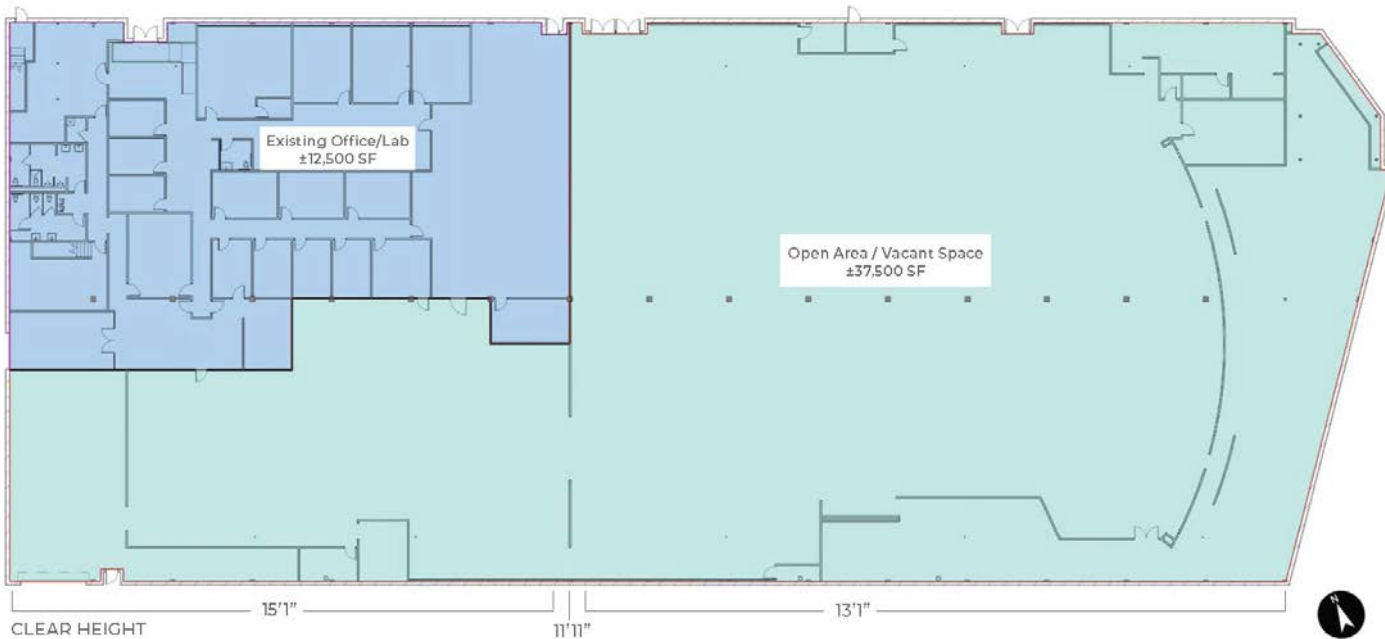 Existing Office/Lab
±12,500 SF
Open Area / Vacant Space
±37,500 SF
15'1"
13'1"
CLEAR HEIGHT
11'11"
N